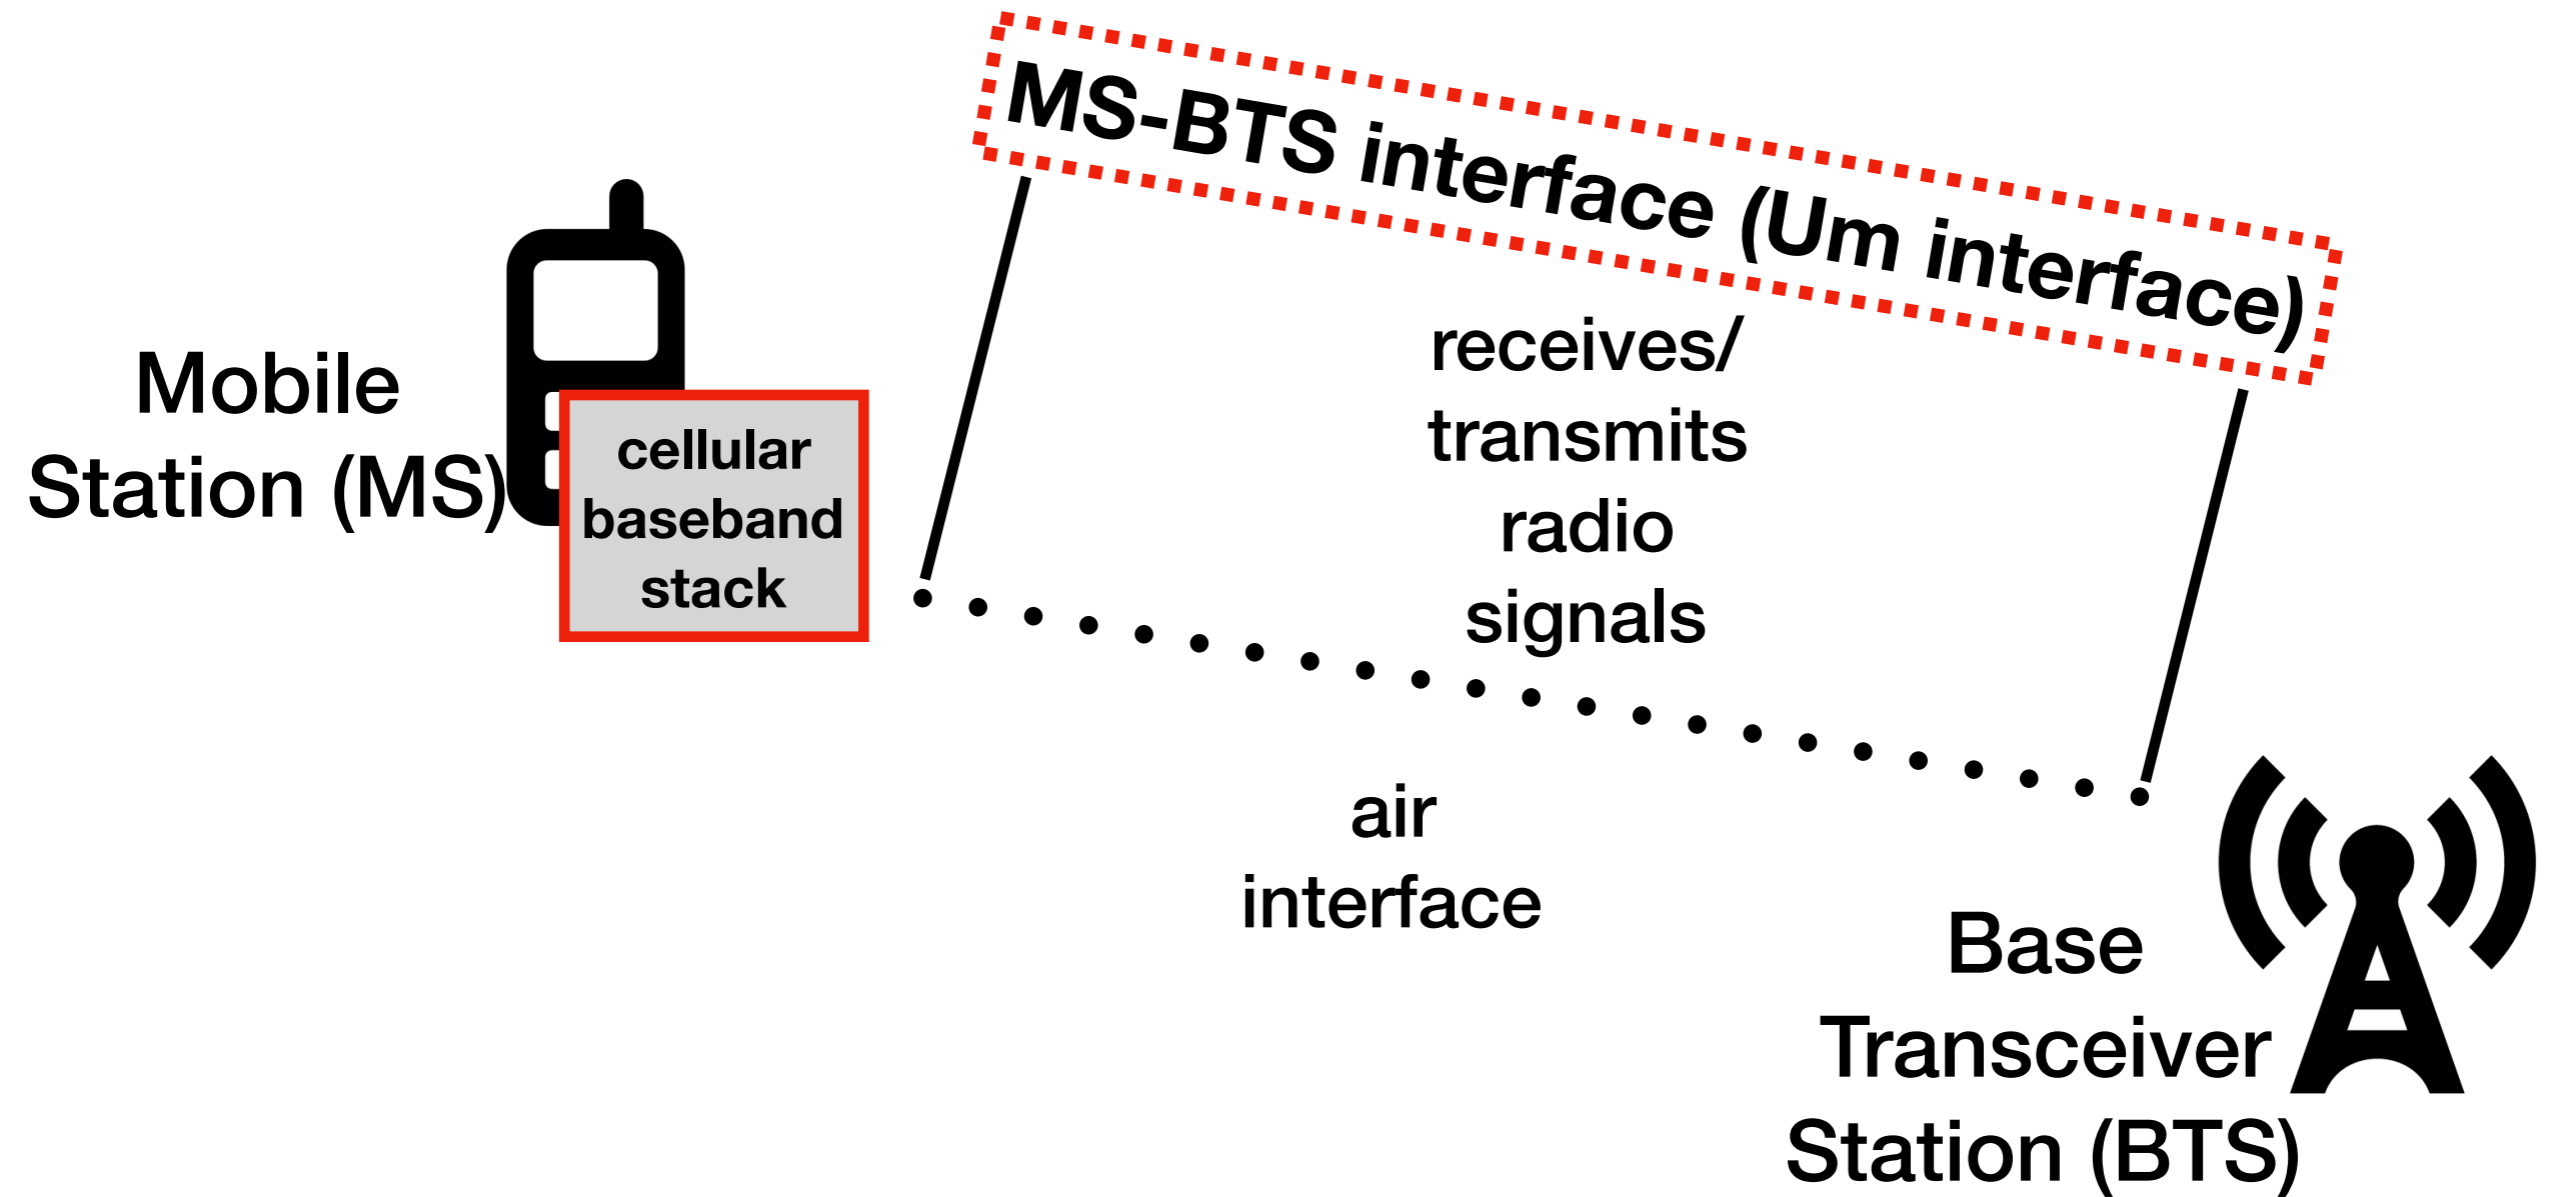 MS-BTS interface (Um interface)
Mobile
Station (MS)
cellular
baseband
stack
receives/
transmits
radio
signals
air
interface
Base
Transceiver
Station (BTS)